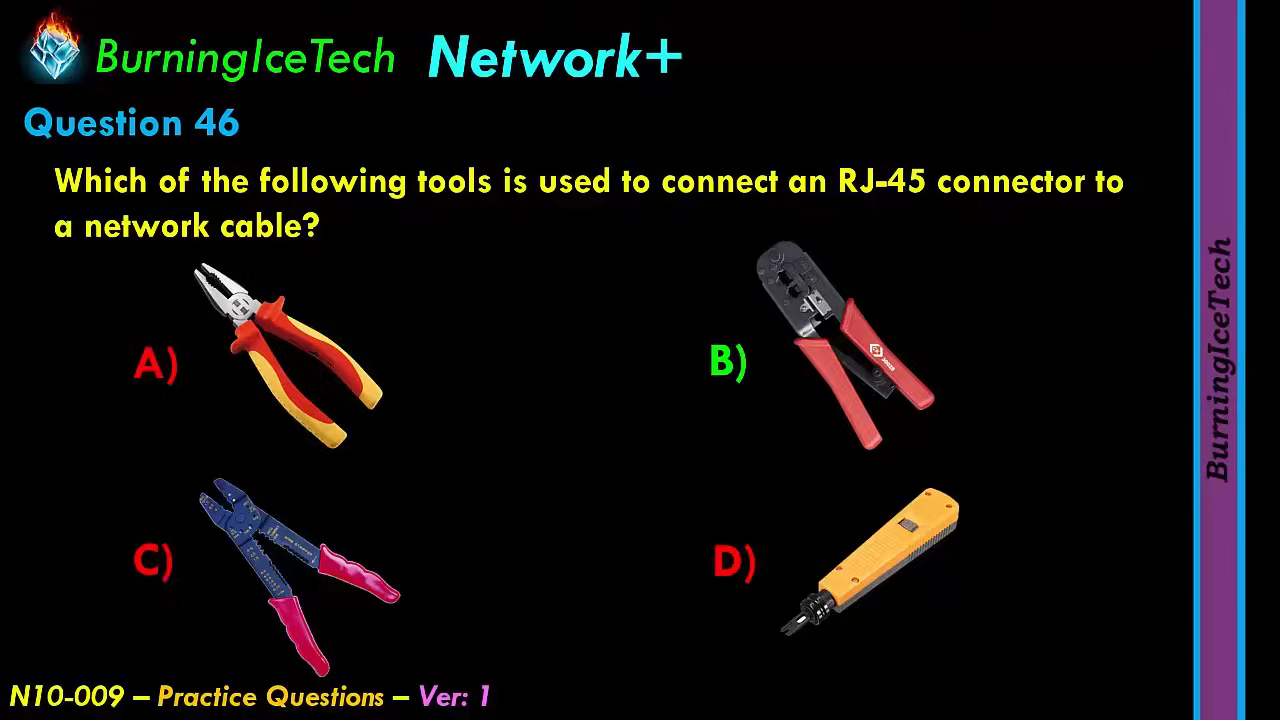 BurningIceTech Network+
Question 46
Which of the following tools is used to connect an RJ-45 connector to
a network cable?
A)
B)
C)
D)
BurningIceTech
N10-009 – Practice Questions – Ver: 1